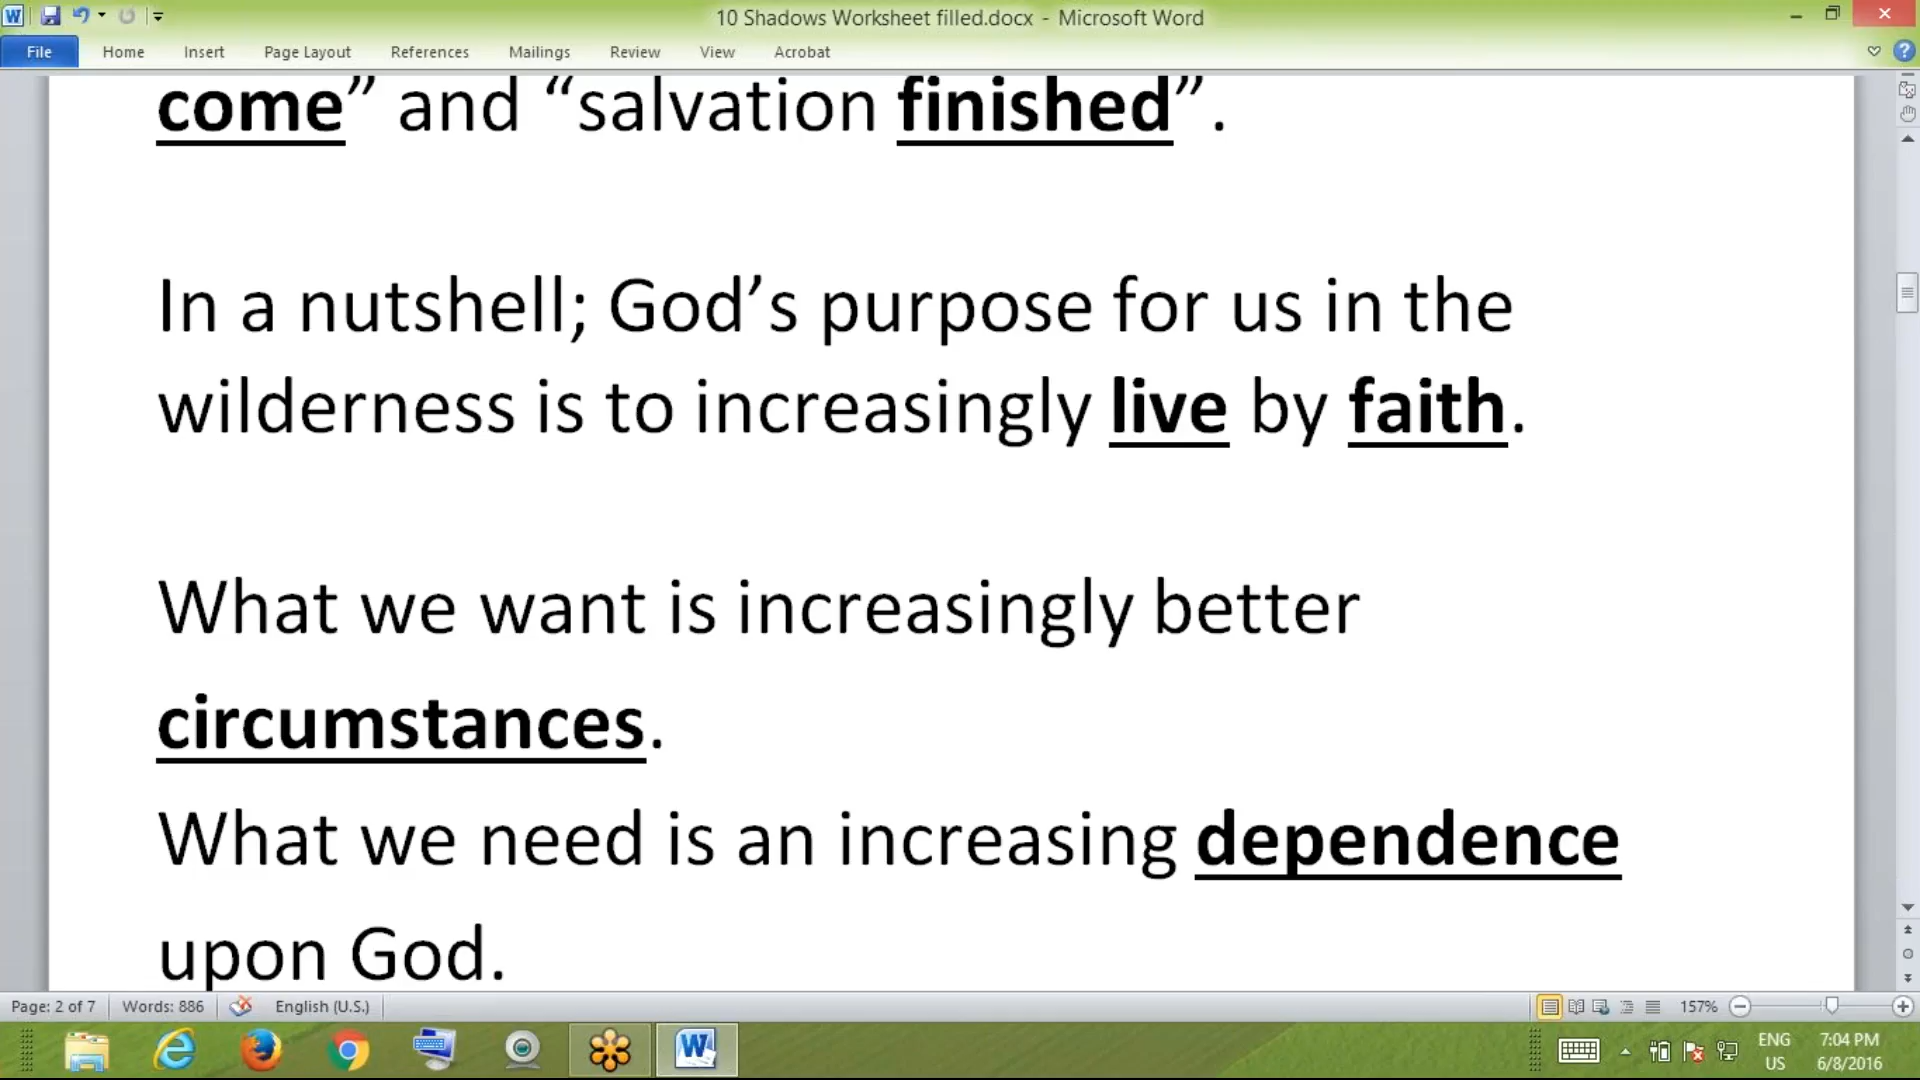 10 Shadows Worksheet filled.docx - Microsoft Word
File Home Insert Page Layout References Mailings Review View Acrobat
come” and “salvation finished”.
In a nutshell; God’s purpose for us in the
wilderness is to increasingly live by faith.
What we want is increasingly better
circumstances.
What we need is an increasing dependence
upon God.
Page: 2 of 7 Words: 886 English (U.S.) 157%
ENG 7:04 PM
US 6/8/2016